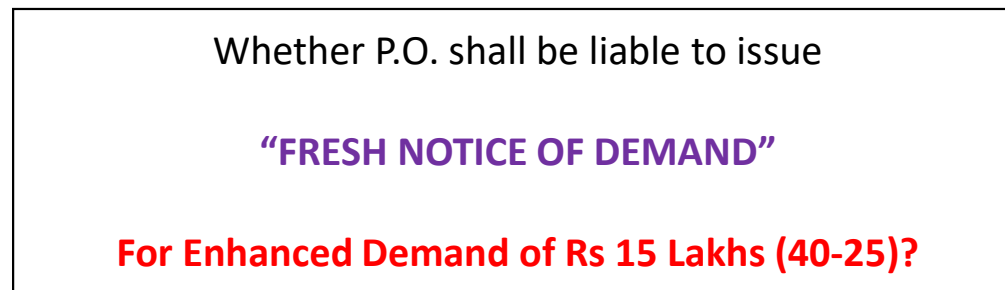 Whether P.O. shall be liable to issue
“FRESH NOTICE OF DEMAND”
For Enhanced Demand of Rs 15 Lakhs (40-25)?